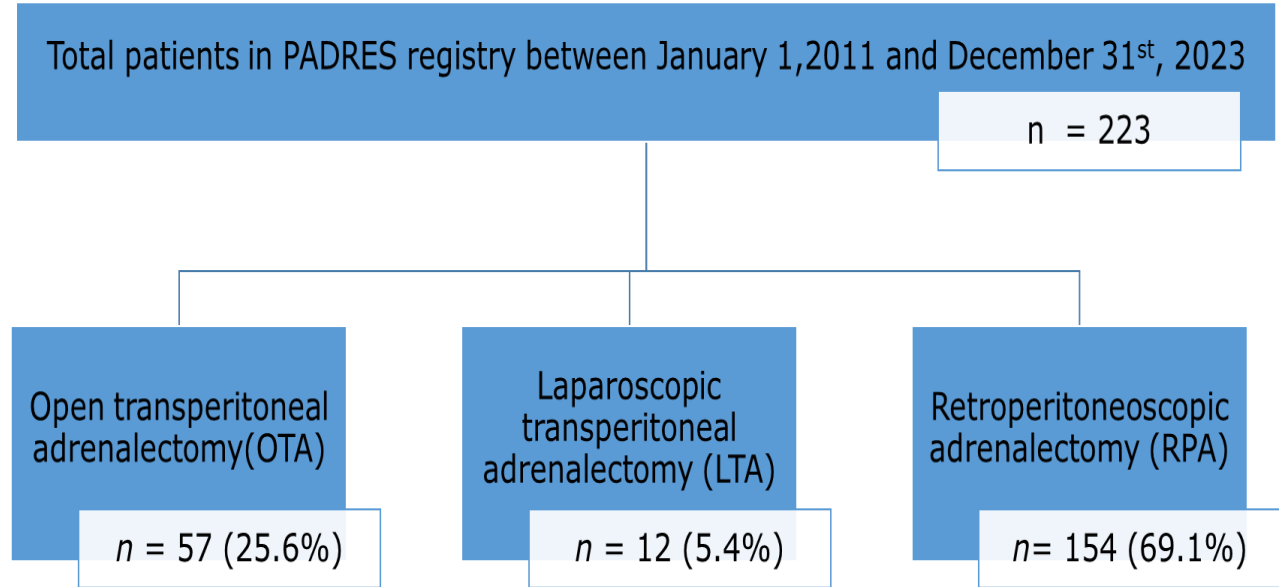 Total patients in PADRES registry between January 1,2011 and December 31st, 2023
n = 223
Open transperitoneal
adrenalectomy(OTA)
n = 57 (25.6%)
Laparoscopic
transperitoneal
adrenalectomy (LTA)
n = 12 (5.4%)
Retroperitoneoscopic
adrenalectomy (RPA)
n= 154 (69.1%)